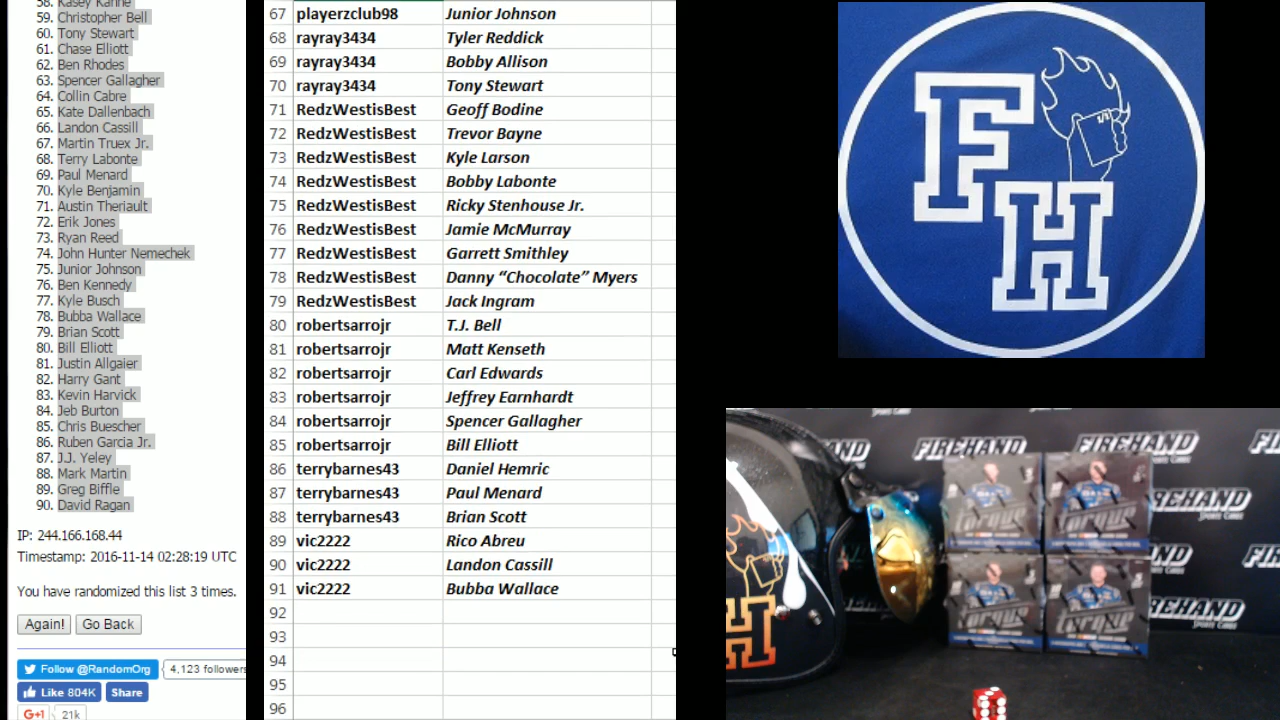 58. Kasey Kahne
59. Christopher Bell
60. Tony Stewart
61. Chase Elliott
62. Ben Rhodes
63. Spencer Gallagher
64. Collin Cabre
65. Kate Dallenbach
66. Landon Cassill
67. Martin Truex Jr.
68. Terry Labonte
69. Paul Menard
70. Kyle Benjamin
71. Austin Theriault
72. Erik Jones
73. Ryan Reed
74. John Hunter Nemechek
75. Junior Johnson
76. Ben Kennedy
77. Kyle Busch
78. Bubba Wallace
79. Brian Scott
80. Bill Elliott
81. Justin Allgaier
82. Harry Gant
83. Kevin Harvick
84. Jeb Burton
85. Chris Buescher
86. Ruben Garcia Jr.
87. J.J. Yeley
88. Mark Martin
89. Greg Biffle
90. David Ragan
IP: 244.166.168.44
Timestamp: 2016-11-14 02:28:19 UTC
You have randomized this list 3 times.
Again! Go Back
Follow @RandomOrg 4,123 followers
Like 804K Share
G+1 21k
67 playerzclub98 Junior Johnson
68 rayray3434 Tyler Reddick
69 rayray3434 Bobby Allison
70 rayray3434 Tony Stewart
71 RedzWestisBest Geoff Bodine
72 RedzWestisBest Trevor Bayne
73 RedzWestisBest Kyle Larson
74 RedzWestisBest Bobby Labonte
75 RedzWestisBest Ricky Stenhouse Jr.
76 RedzWestisBest Jamie McMurray
77 RedzWestisBest Garrett Smithley
78 RedzWestisBest Danny “Chocolate” Myers
79 RedzWestisBest Jack Ingram
80 robertsarrojr T.J. Bell
81 robertsarrojr Matt Kenseth
82 robertsarrojr Carl Edwards
83 robertsarrojr Jeffrey Earnhardt
84 robertsarrojr Spencer Gallagher
85 robertsarrojr Bill Elliott
86 terrybarnes43 Daniel Hemric
87 terrybarnes43 Paul Menard
88 terrybarnes43 Brian Scott
89 vic2222 Rico Abreu
90 vic2222 Landon Cassill
91 vic2222 Bubba Wallace
92
93
94
95
96
FH
FIREHAND
FIREHAND
FIREHAND
FIREHAND
torque
torque
torque
torque
H